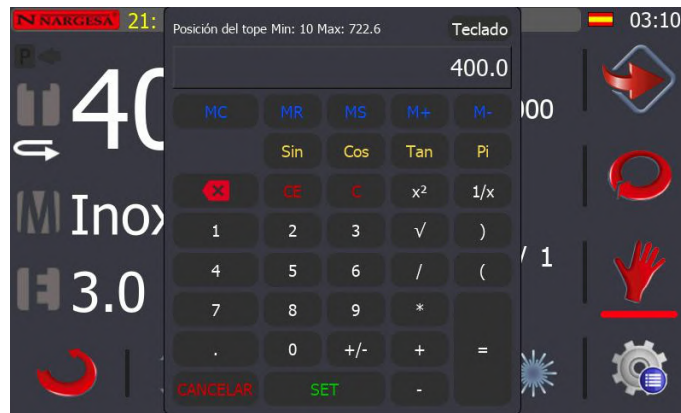 NARGESA 21:
Posición del tope Min: 10 Max: 722.6
Teclado
03:10
400.0
P
40
000
MC MR MS M+ M-
Sin Cos Tan Pi
CE C x² 1/x
Inox
1 2 3 √ )
4 5 6 / (
/ 1
3.0
7 8 9 *
. 0 +/- + =
CANCELAR SET -